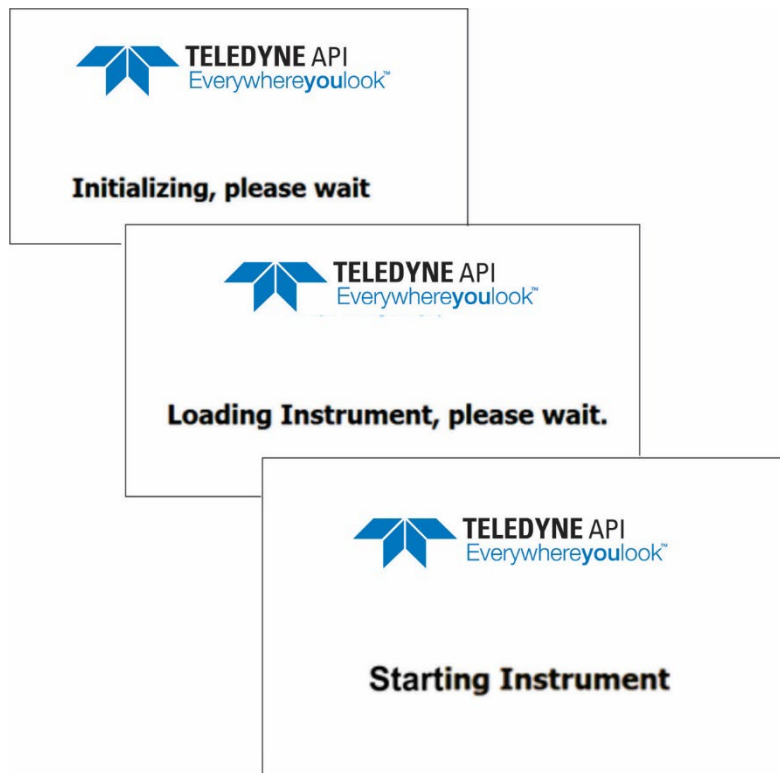 TELEDYNE API
Everywhereyoulook™
Initializing, please wait
TELEDYNE API
Everywhereyoulook™
Loading Instrument, please wait.
TELEDYNE API
Everywhereyoulook™
Starting Instrument